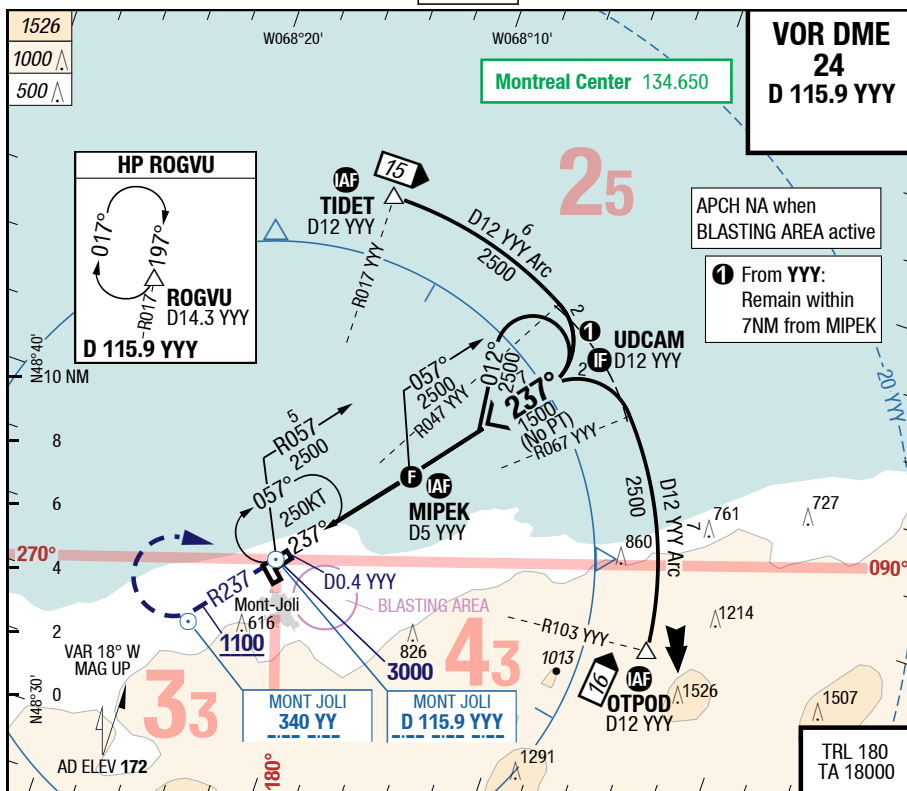 1526
1000
500
W068°20'
W068°10'
VOR DME
24
D 115.9 YYY
Montreal Center 134.650
HP ROGVU
017°
197°
R017
ROGVU
D14.3 YYY
D 115.9 YYY
IAF
TIDET
D12 YYY
15
R017 YYY
D12 YYY Arc
6
2500
25
APCH NA when
BLASTING AREA active
1 From YYY:
Remain within
7NM from MIPEK
2
1
UDCAM
IF
D12 YYY
2
N48°40'
10 NM
8
6
4
2
0
N48°30'
20 YYY
057°
2500
R047 YYY
012°
2500
7
237°
1500
(No PT)
R067 YYY
5
R057
2500
057°
250KT
237°
F
IAF
MIPEK
D5 YYY
D12 YYY Arc
2500
7
860
761
727
270°
090°
R237
D0.4 YYY
BLASTING AREA
Mont-Joli
616
1100
826
3000
43
33
R103 YYY
1013
16
IAF
OTPOD
D12 YYY
1214
1526
1507
1291
VAR 18° W
MAG UP
AD ELEV 172
180°
MONT JOLI
340 YY
MONT JOLI
D 115.9 YYY
TRL 180
TA 18000